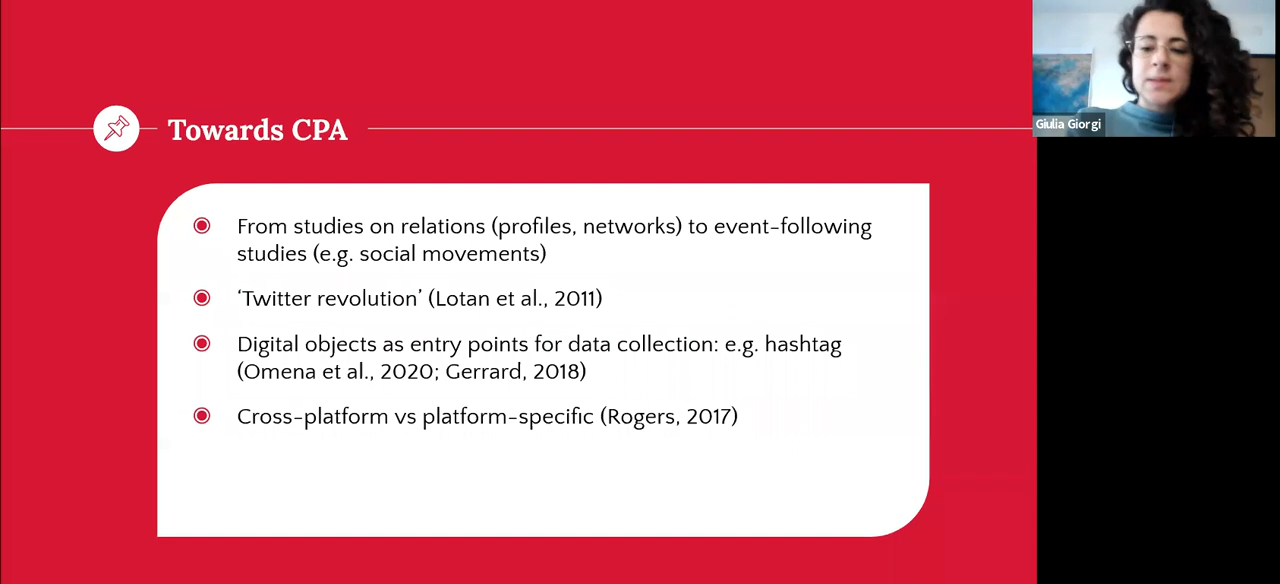 Towards CPA
From studies on relations (profiles, networks) to event-following
studies (e.g. social movements)
‘Twitter revolution’ (Lotan et al., 2011)
Digital objects as entry points for data collection: e.g. hashtag
(Omena et al., 2020; Gerrard, 2018)
Cross-platform vs platform-specific (Rogers, 2017)
Giulia Giorgi